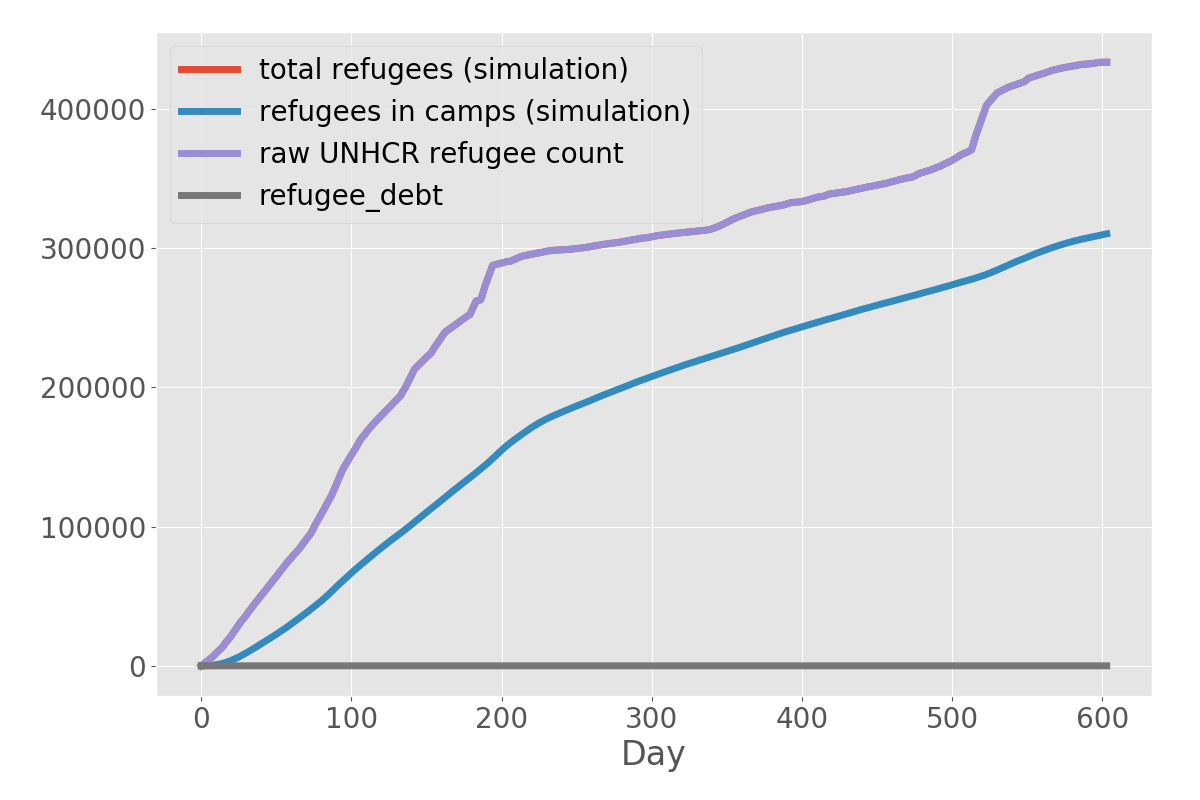 total refugees (simulation)
refugees in camps (simulation)
raw UNHCR refugee count
refugee_debt
400000
300000
200000
100000
0
0 100 200 300 400 500 600
Day